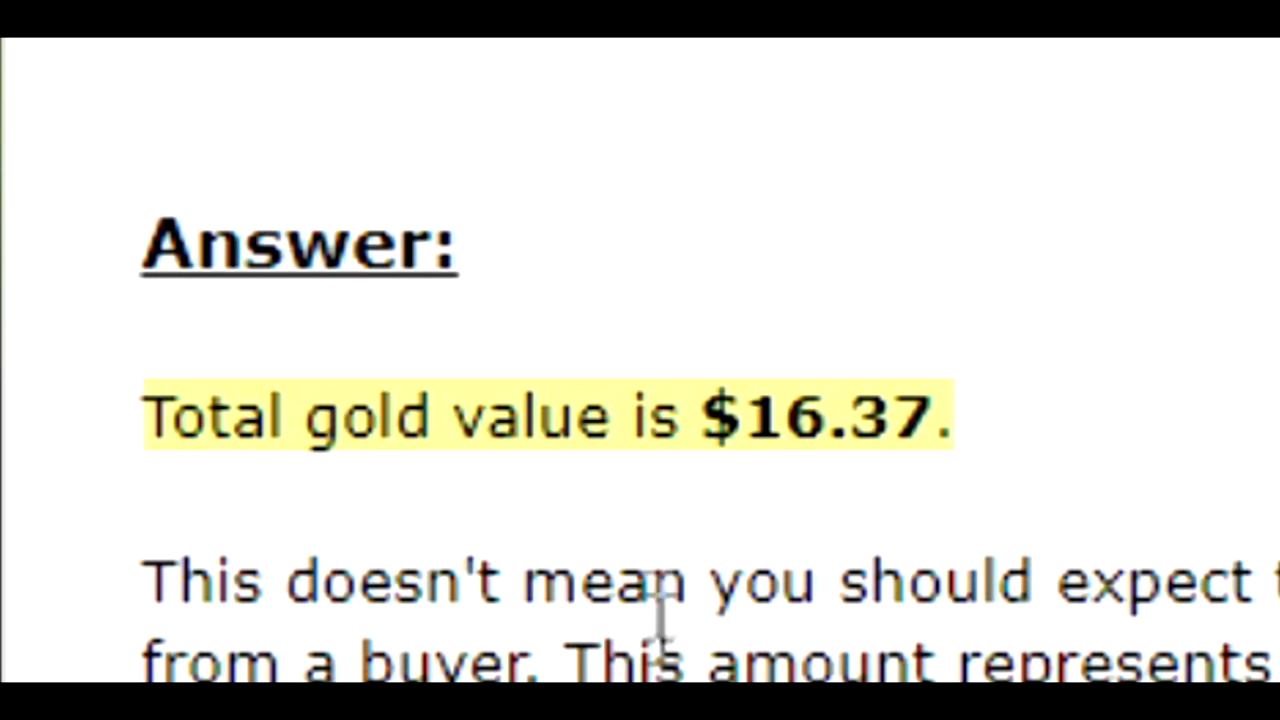 Answer:
Total gold value is $16.37.
This doesn't mean you should expect
from a buyer. This amount represents